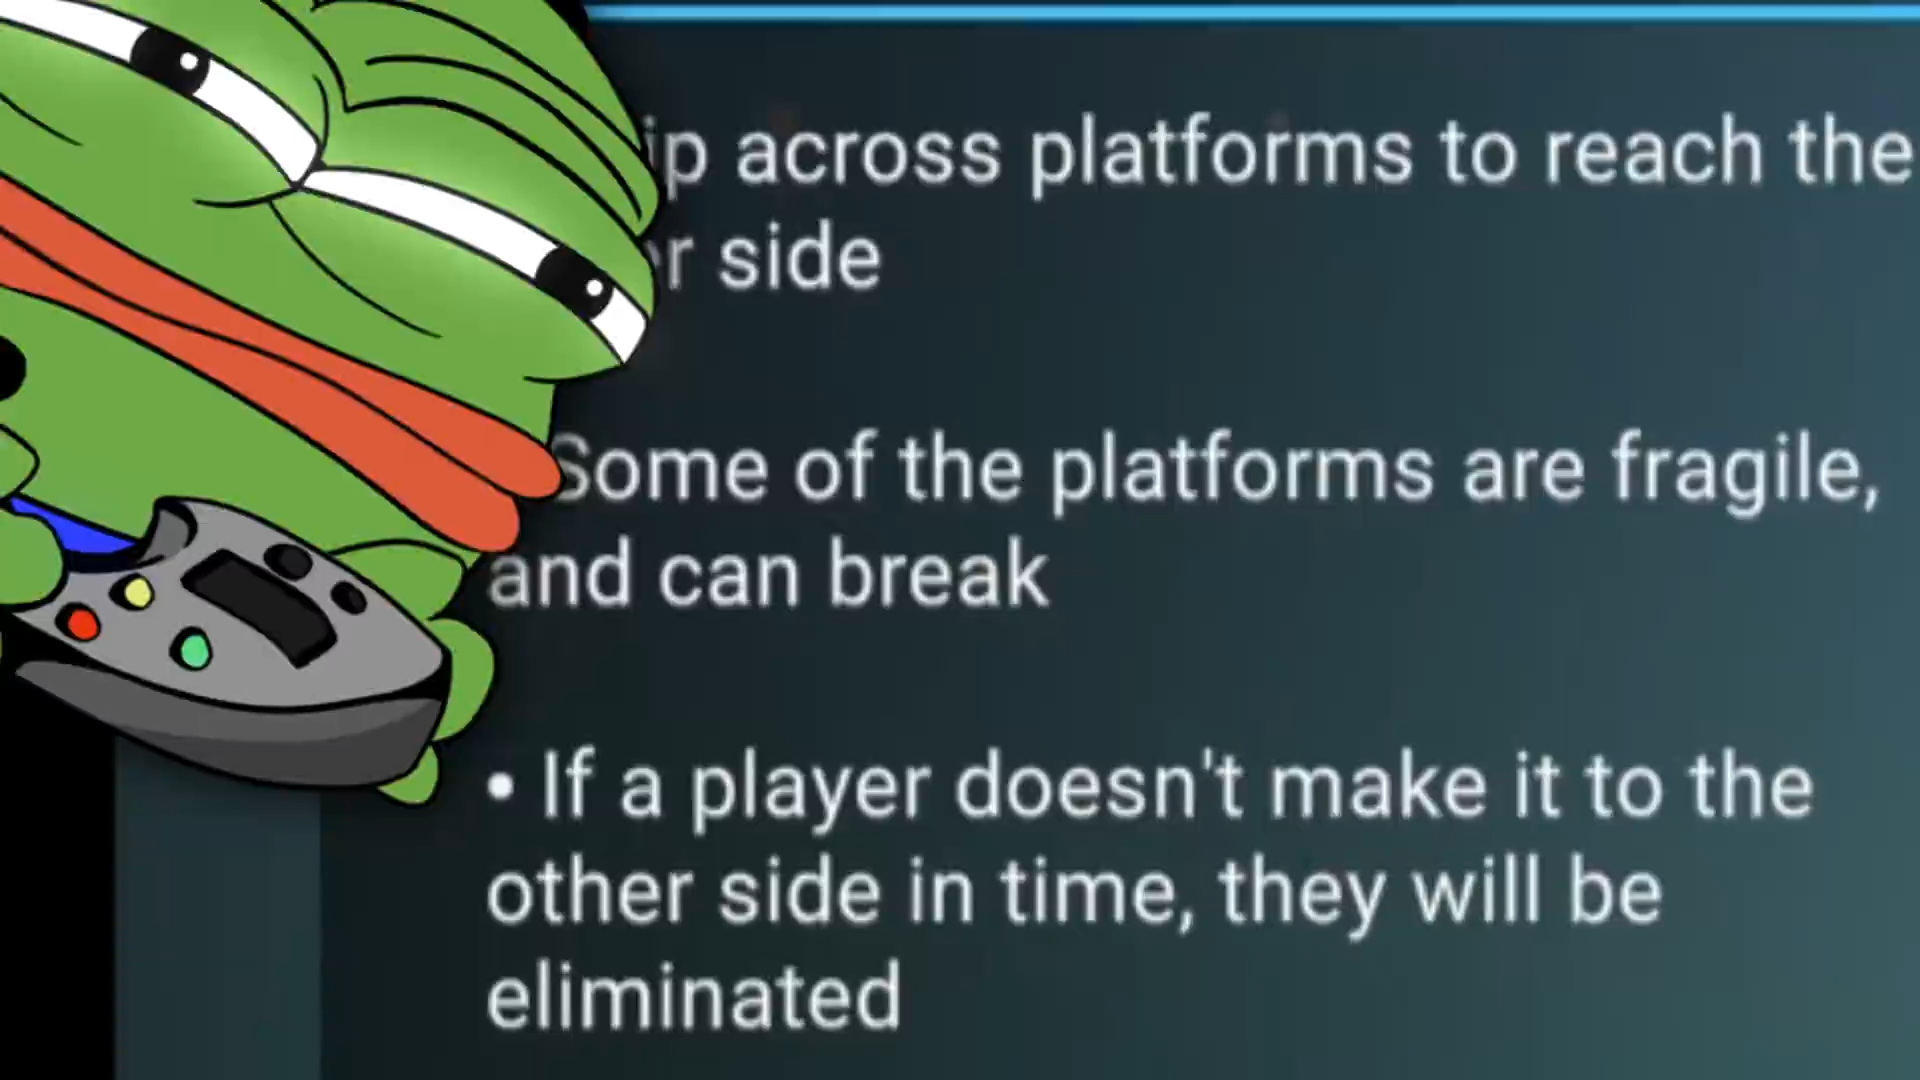 across platforms to reach the
side
Some of the platforms are fragile,
and can break
• If a player doesn't make it to the
other side in time, they will be
eliminated